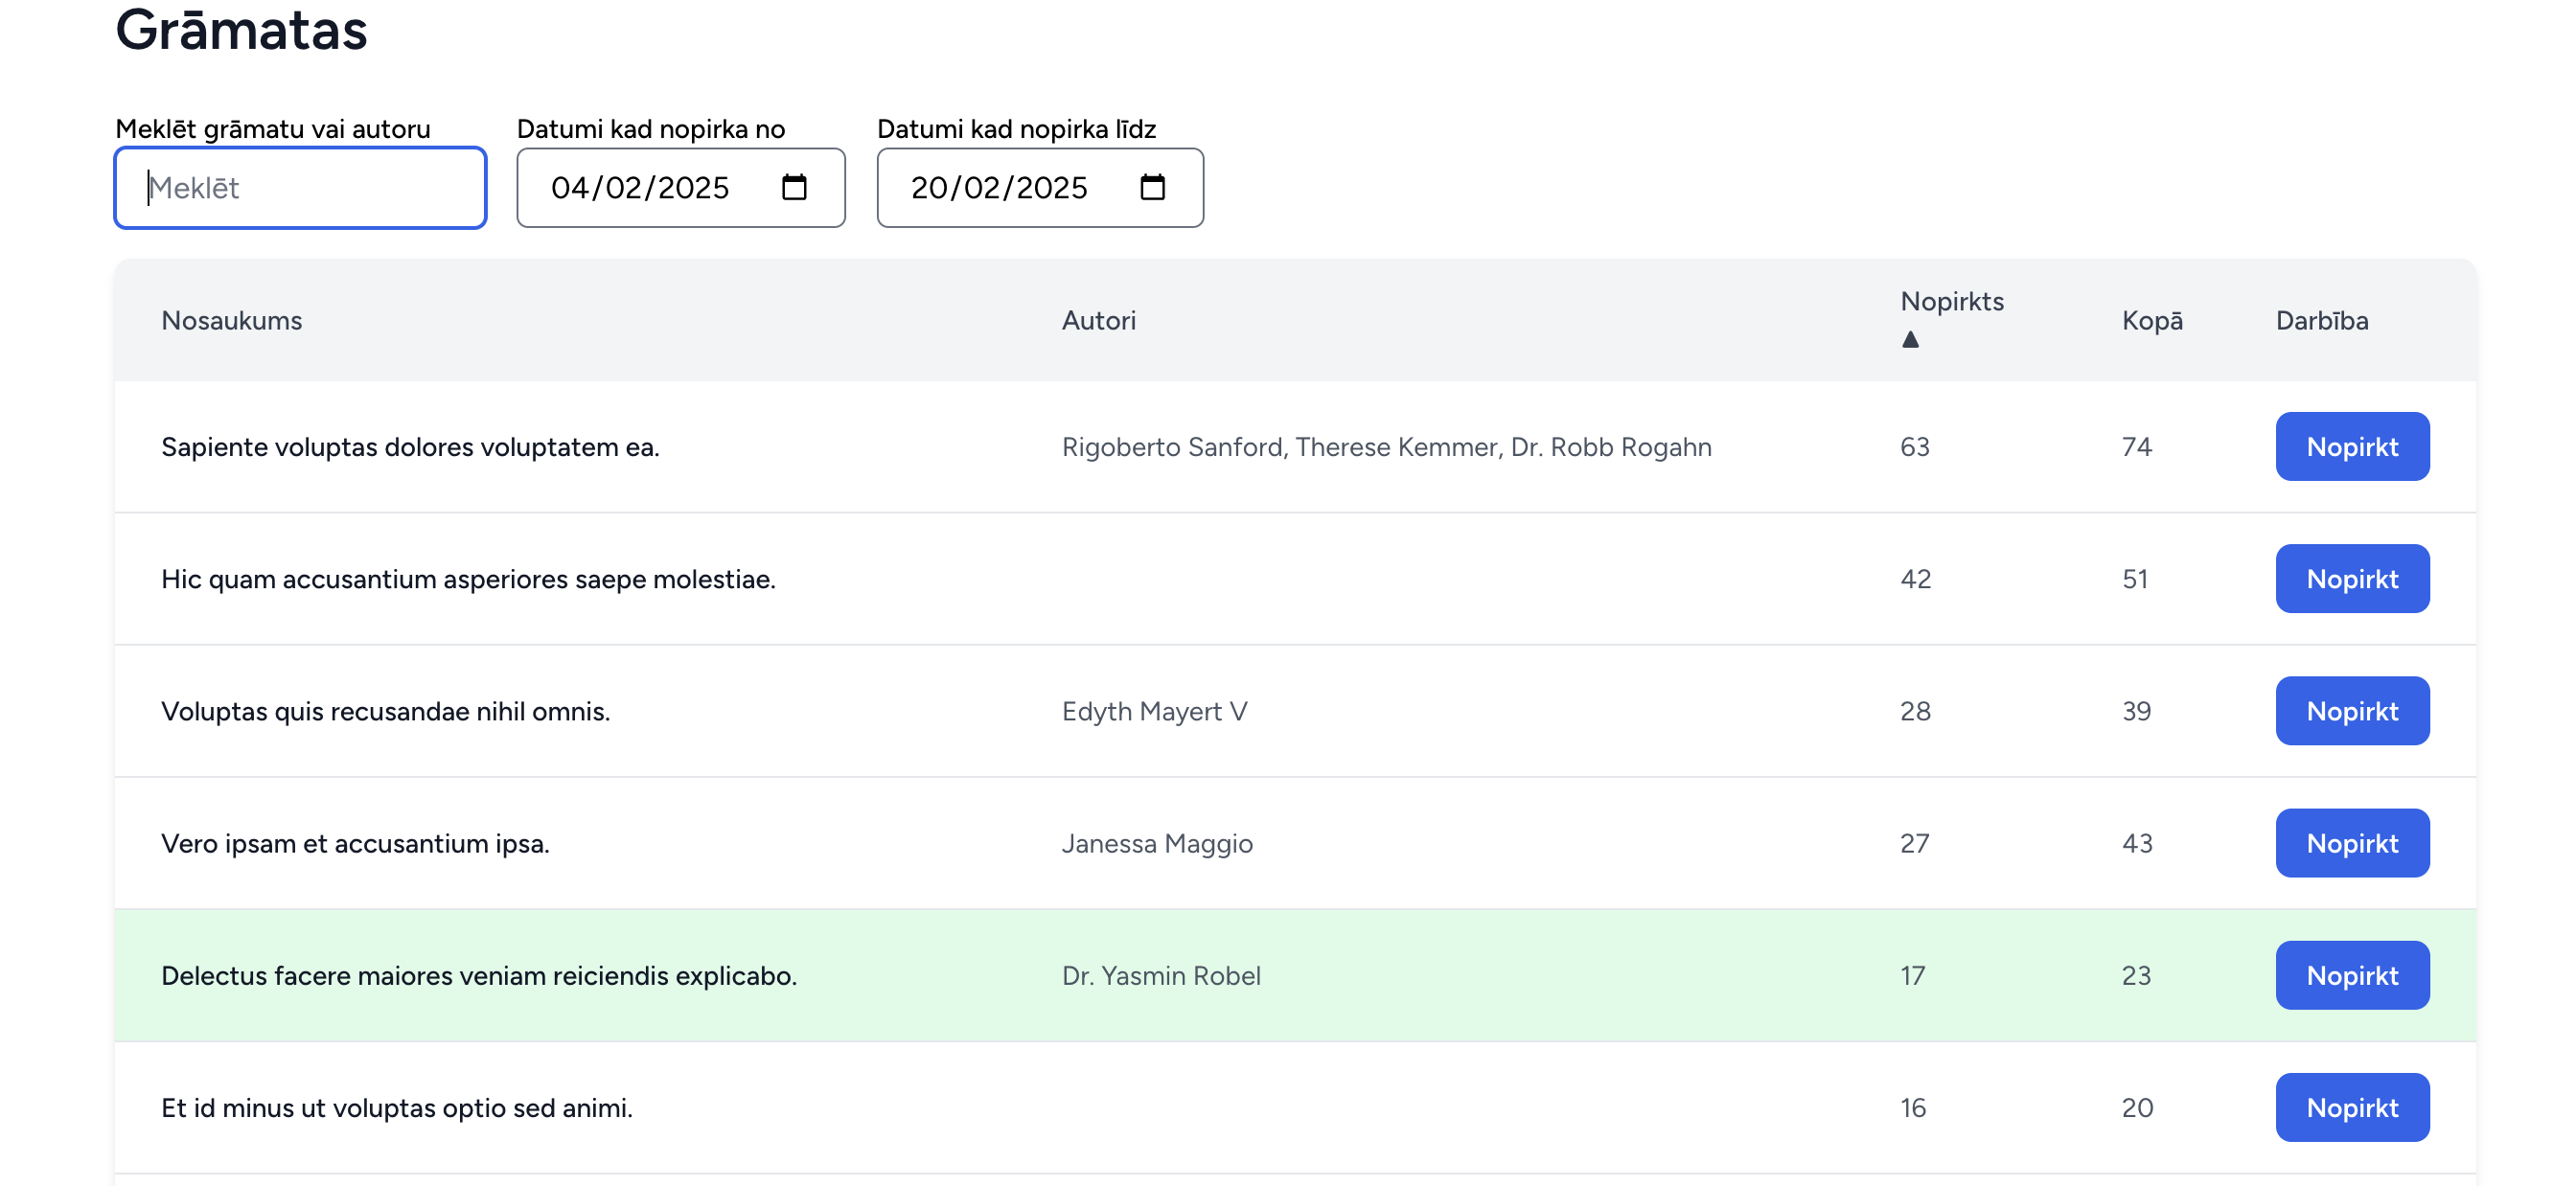 Grāmatas
Meklēt grāmatu vai autoru Datumi kad nopirka no Datumi kad nopirka līdz
Meklēt 04/02/2025 20/02/2025
Nosaukums Autori Nopirkts ▲ Kopā Darbība
Sapiente voluptas dolores voluptatem ea. Rigoberto Sanford, Therese Kemmer, Dr. Robb Rogahn 63 74 Nopirkt
Hic quam accusantium asperiores saepe molestiae. 42 51 Nopirkt
Voluptas quis recusandae nihil omnis. Edyth Mayert V 28 39 Nopirkt
Vero ipsam et accusantium ipsa. Janessa Maggio 27 43 Nopirkt
Delectus facere maiores veniam reiciendis explicabo. Dr. Yasmin Robel 17 23 Nopirkt
Et id minus ut voluptas optio sed animi. 16 20 Nopirkt